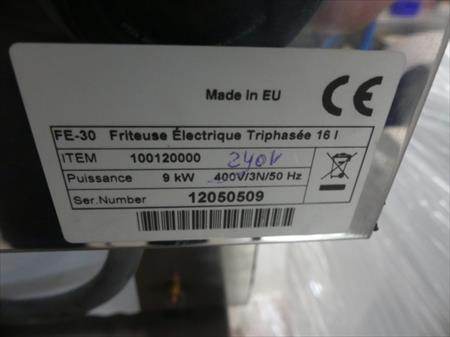 Made In EU
CE
FE-30 Friteuse Électrique Triphasée 16 l
ITEM 100120000 240V
Puissance 9 kW 400V/3N/50 Hz
Ser.Number 12050509